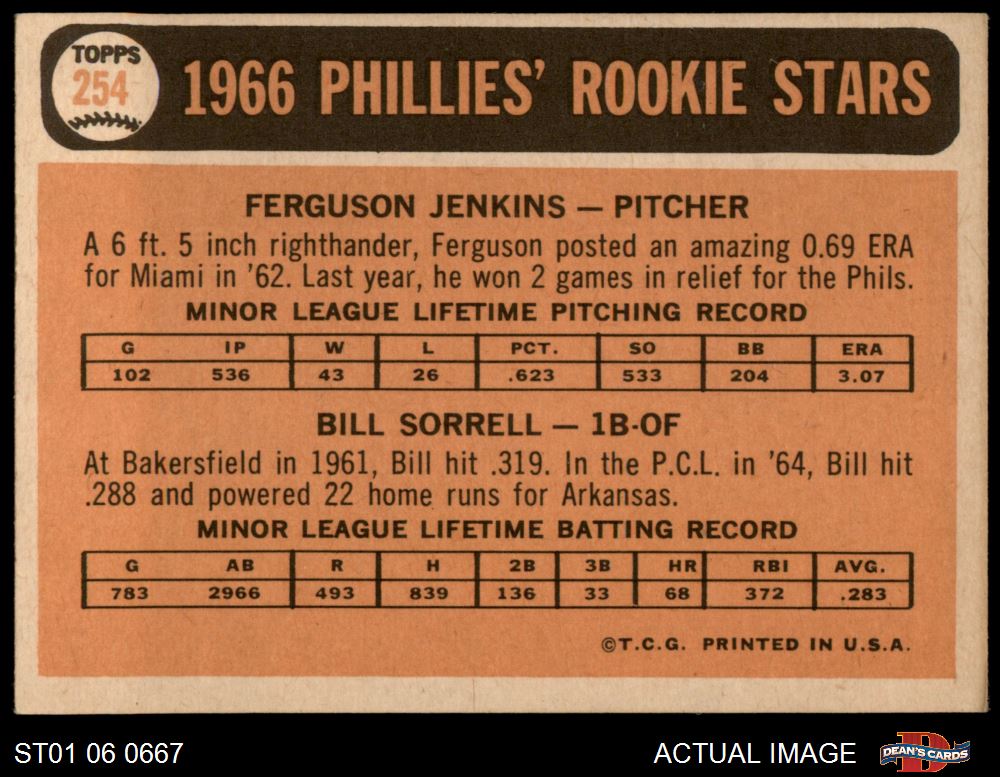 TOPPS
254
1966 PHILLIES' ROOKIE STARS
FERGUSON JENKINS — PITCHER
A 6 ft. 5 inch righthander, Ferguson posted an amazing 0.69 ERA
for Miami in '62. Last year, he won 2 games in relief for the Phils.
MINOR LEAGUE LIFETIME PITCHING RECORD
G IP W L PCT. SO BB ERA
102 536 43 26 .623 533 204 3.07
BILL SORRELL — 1B-OF
At Bakersfield in 1961, Bill hit .319. In the P.C.L. in '64, Bill hit
.288 and powered 22 home runs for Arkansas.
MINOR LEAGUE LIFETIME BATTING RECORD
G AB R H 2B 3B HR RBI AVG.
783 2966 493 839 136 33 68 372 .283
©T.C.G. PRINTED IN U.S.A.
ST01 06 0667 ACTUAL IMAGE D DEAN'S CARDS